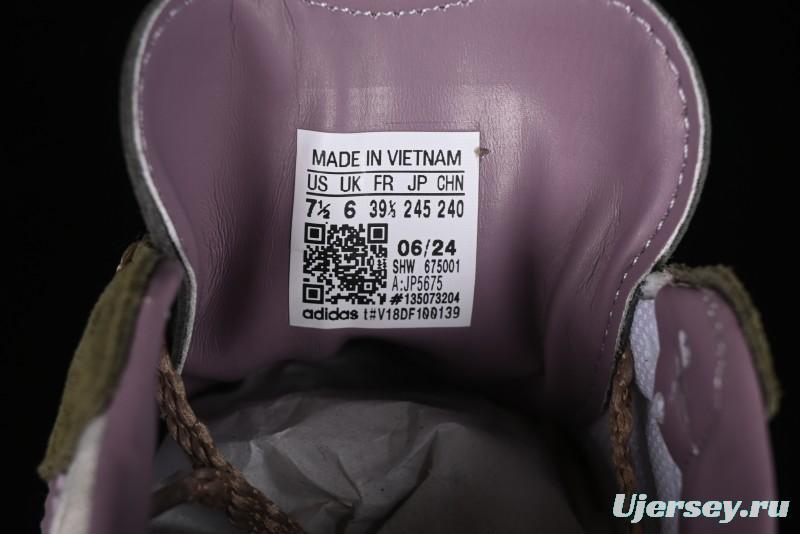 MADE IN VIETNAM
US UK FR JP CHN
7½ 6 39⅓ 245 240
06/24
SHW 675001
A:JP5675
#135073204
adidas t#V18DF100139
Ujersey.ru